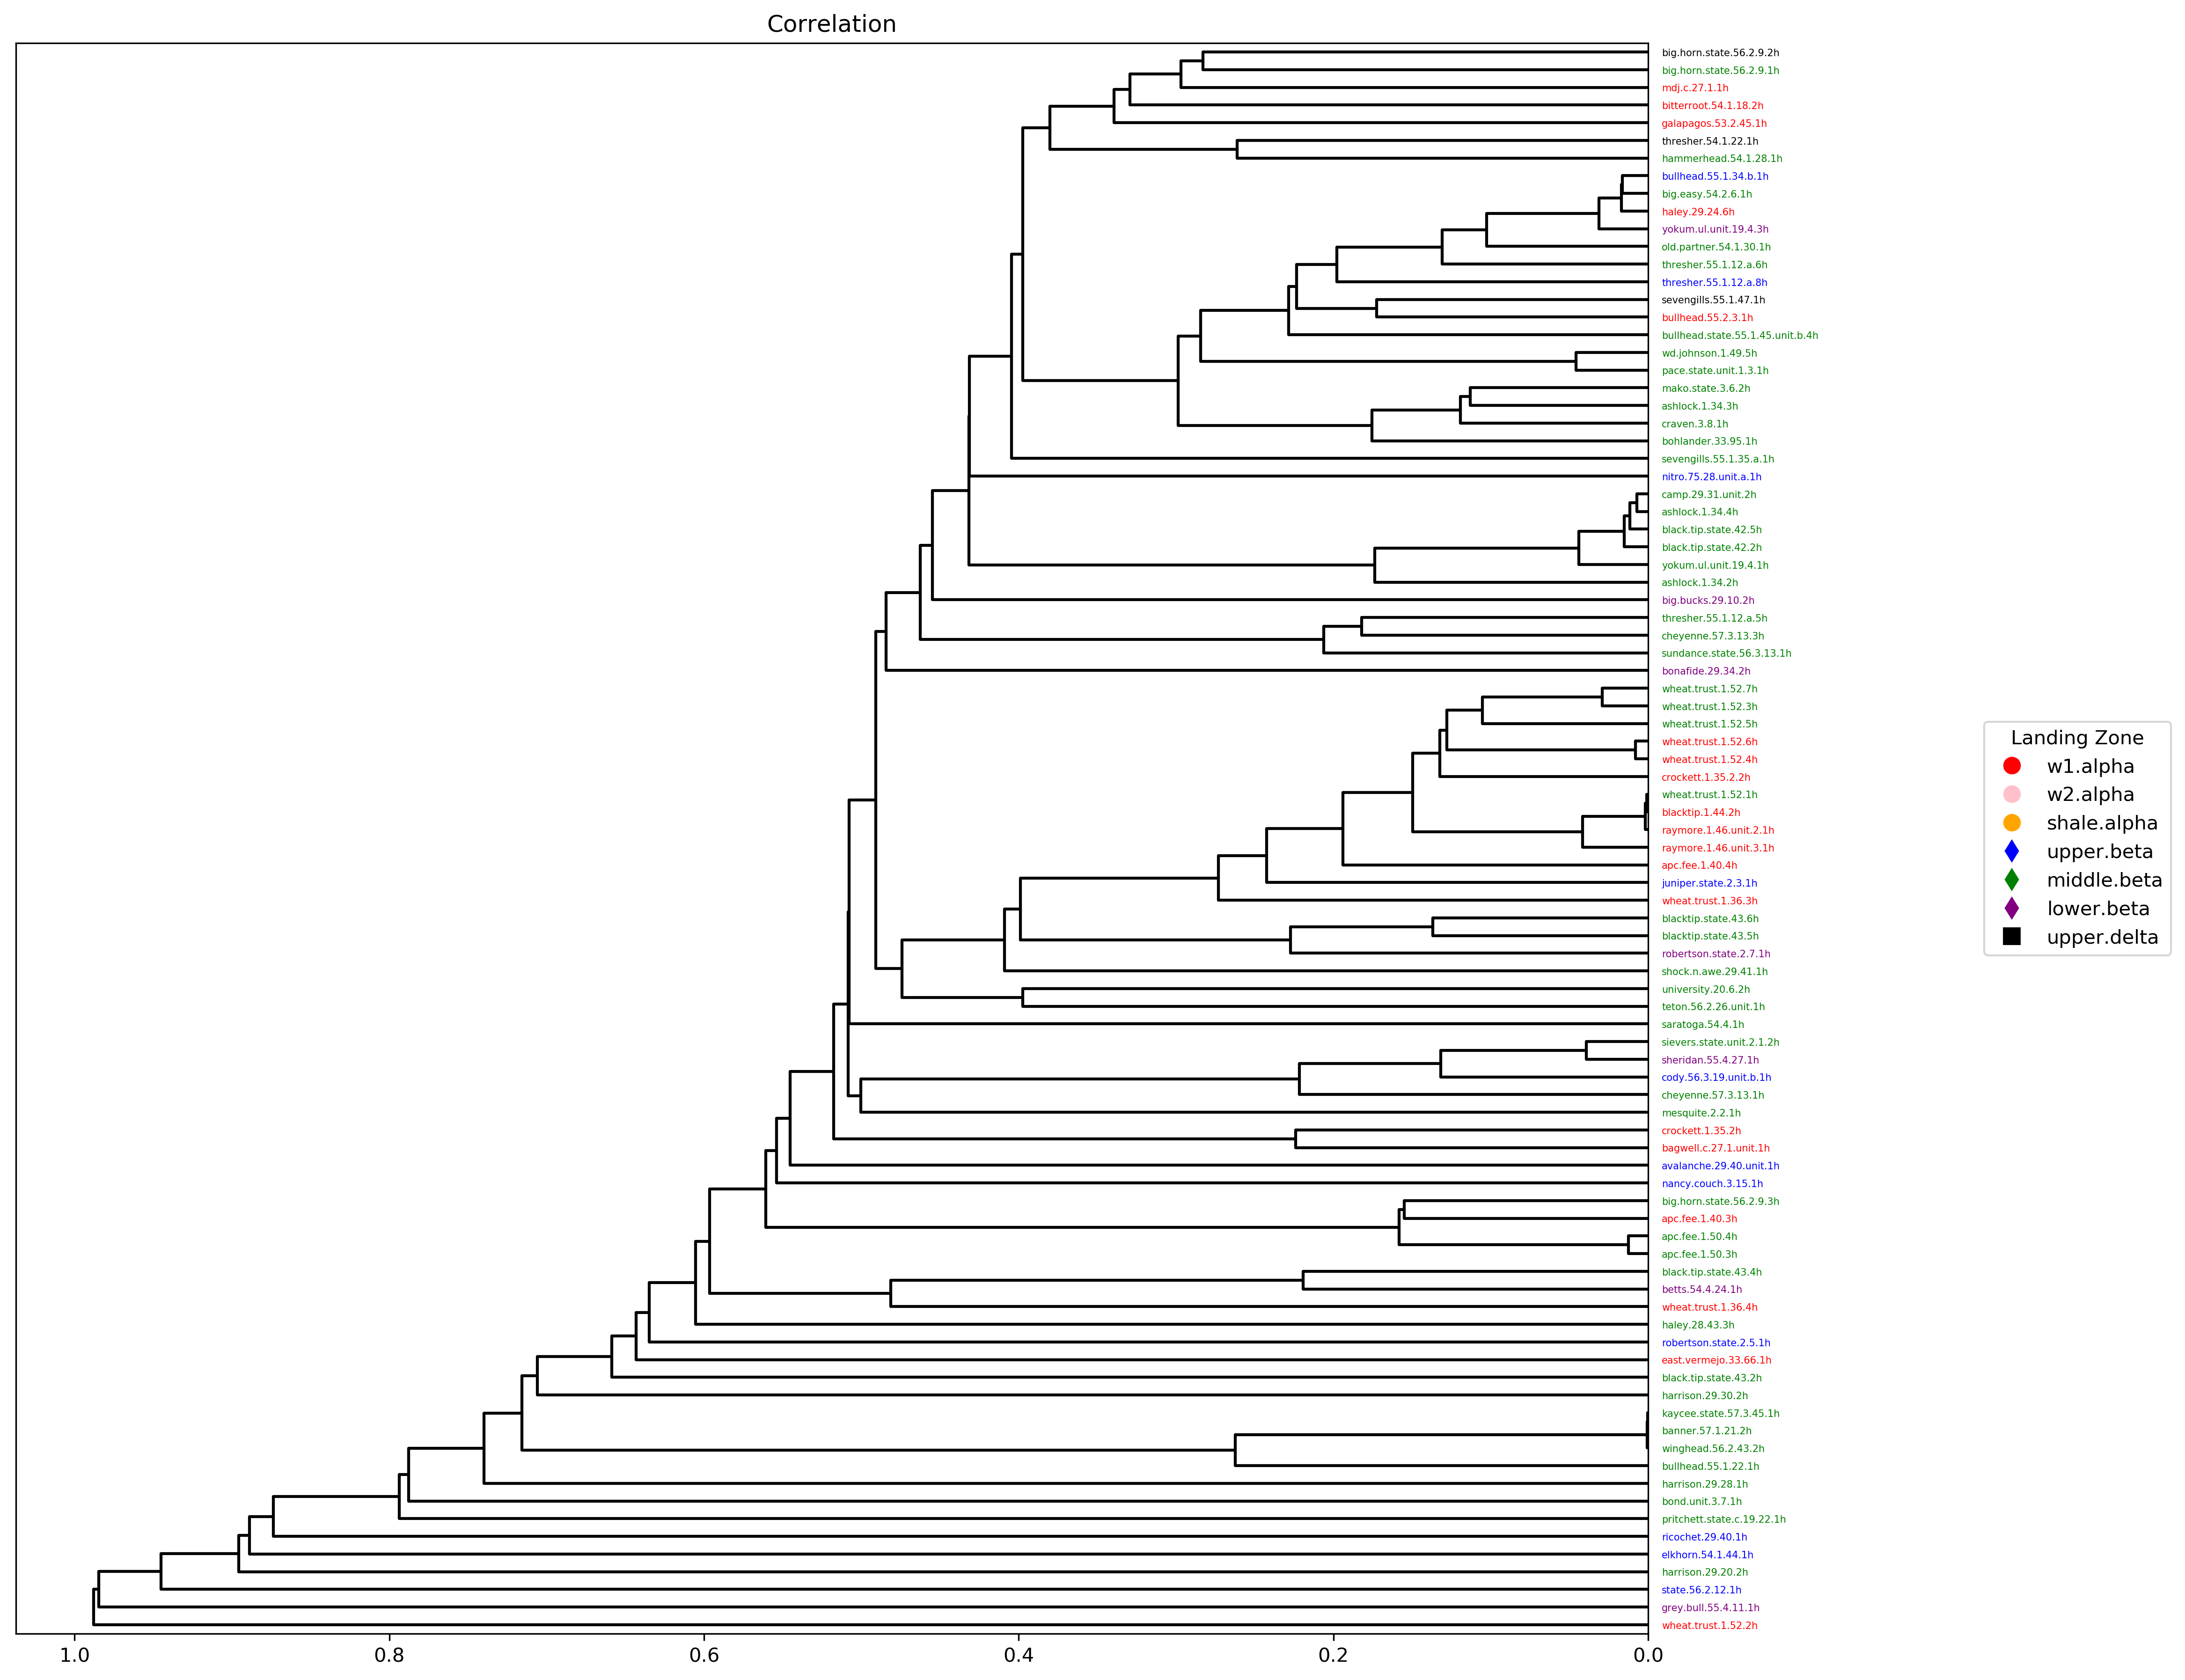 Correlation
big.horn.state.56.2.9.2h
big.horn.state.56.2.9.1h
mdj.c.27.1.1h
bitterroot.54.1.18.2h
galapagos.53.2.45.1h
thresher.54.1.22.1h
hammerhead.54.1.28.1h
bullhead.55.1.34.b.1h
big.easy.54.2.6.1h
haley.29.24.6h
yokum.ul.unit.19.4.3h
old.partner.54.1.30.1h
thresher.55.1.12.a.6h
thresher.55.1.12.a.8h
sevengills.55.1.47.1h
bullhead.55.2.3.1h
bullhead.state.55.1.45.unit.b.4h
wd.johnson.1.49.5h
pace.state.unit.1.3.1h
mako.state.3.6.2h
ashlock.1.34.3h
craven.3.8.1h
bohlander.33.95.1h
sevengills.55.1.35.a.1h
nitro.75.28.unit.a.1h
camp.29.31.unit.2h
ashlock.1.34.4h
black.tip.state.42.5h
black.tip.state.42.2h
yokum.ul.unit.19.4.1h
ashlock.1.34.2h
big.bucks.29.10.2h
thresher.55.1.12.a.5h
cheyenne.57.3.13.3h
sundance.state.56.3.13.1h
bonafide.29.34.2h
wheat.trust.1.52.7h
wheat.trust.1.52.3h
wheat.trust.1.52.5h
wheat.trust.1.52.6h
wheat.trust.1.52.4h
crockett.1.35.2.2h
wheat.trust.1.52.1h
blacktip.1.44.2h
raymore.1.46.unit.2.1h
raymore.1.46.unit.3.1h
apc.fee.1.40.4h
juniper.state.2.3.1h
wheat.trust.1.36.3h
blacktip.state.43.6h
blacktip.state.43.5h
robertson.state.2.7.1h
shock.n.awe.29.41.1h
university.20.6.2h
teton.56.2.26.unit.1h
saratoga.54.4.1h
sievers.state.unit.2.1.2h
sheridan.55.4.27.1h
cody.56.3.19.unit.b.1h
cheyenne.57.3.13.1h
mesquite.2.2.1h
crockett.1.35.2h
bagwell.c.27.1.unit.1h
avalanche.29.40.unit.1h
nancy.couch.3.15.1h
big.horn.state.56.2.9.3h
apc.fee.1.40.3h
apc.fee.1.50.4h
apc.fee.1.50.3h
black.tip.state.43.4h
betts.54.4.24.1h
wheat.trust.1.36.4h
haley.28.43.3h
robertson.state.2.5.1h
east.vermejo.33.66.1h
black.tip.state.43.2h
harrison.29.30.2h
kaycee.state.57.3.45.1h
banner.57.1.21.2h
winghead.56.2.43.2h
bullhead.55.1.22.1h
harrison.29.28.1h
bond.unit.3.7.1h
pritchett.state.c.19.22.1h
ricochet.29.40.1h
elkhorn.54.1.44.1h
harrison.29.20.2h
state.56.2.12.1h
grey.bull.55.4.11.1h
wheat.trust.1.52.2h
1.0 0.8 0.6 0.4 0.2 0.0
Landing Zone
w1.alpha
w2.alpha
shale.alpha
upper.beta
middle.beta
lower.beta
upper.delta